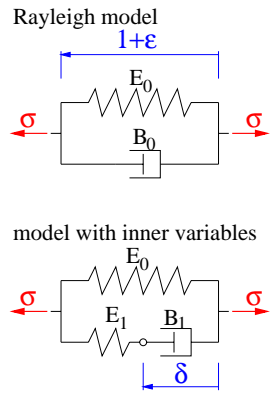 Rayleigh model
1+ε
E₀
σ σ
B₀
model with inner variables
E₀
σ σ
E₁ B₁
δ